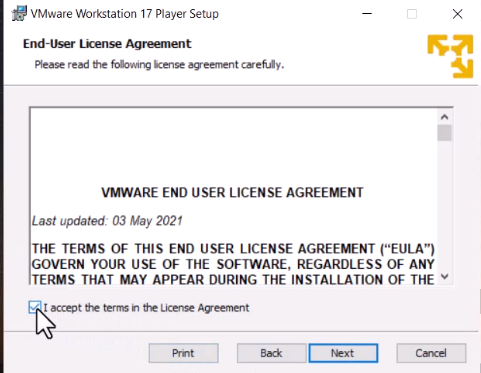 VMware Workstation 17 Player Setup
End-User License Agreement
Please read the following license agreement carefully.
VMWARE END USER LICENSE AGREEMENT
Last updated: 03 May 2021
THE TERMS OF THIS END USER LICENSE AGREEMENT (“EULA”)
GOVERN YOUR USE OF THE SOFTWARE, REGARDLESS OF ANY
TERMS THAT MAY APPEAR DURING THE INSTALLATION OF THE
I accept the terms in the License Agreement
Print Back Next Cancel